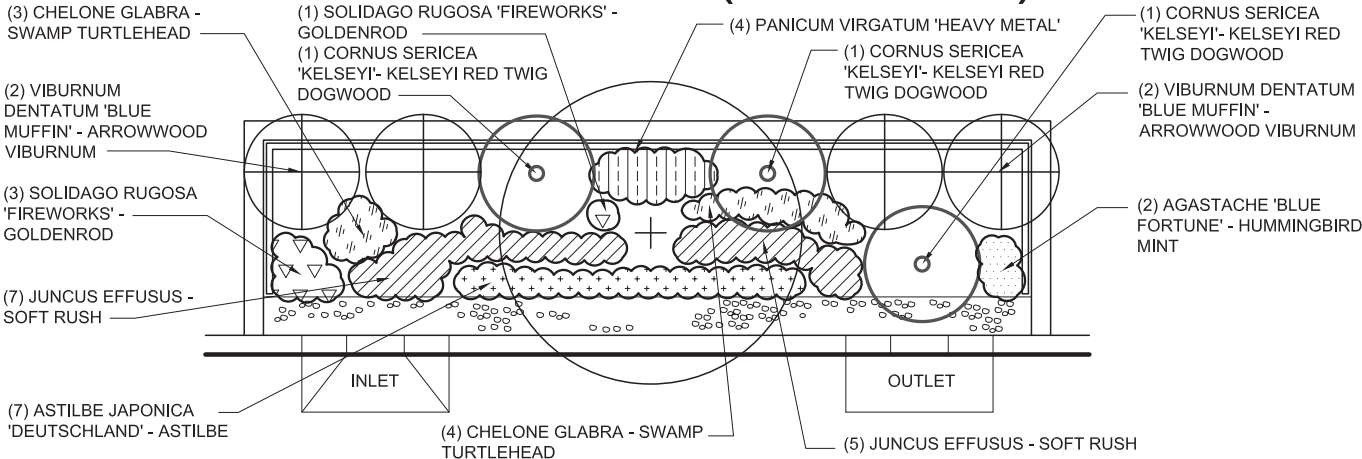 (3) CHELONE GLABRA -
SWAMP TURTLEHEAD
(1) SOLIDAGO RUGOSA 'FIREWORKS' -
GOLDENROD
(1) CORNUS SERICEA
'KELSEYI'- KELSEYI RED TWIG
DOGWOOD
(4) PANICUM VIRGATUM 'HEAVY METAL'
(1) CORNUS SERICEA
'KELSEYI'- KELSEYI RED
TWIG DOGWOOD
(1) CORNUS SERICEA
'KELSEYI'- KELSEYI RED
TWIG DOGWOOD
(2) VIBURNUM
DENTATUM 'BLUE
MUFFIN' - ARROWWOOD
VIBURNUM
(2) VIBURNUM DENTATUM
'BLUE MUFFIN' -
ARROWWOOD VIBURNUM
(3) SOLIDAGO RUGOSA
'FIREWORKS' -
GOLDENROD
(2) AGASTACHE 'BLUE
FORTUNE' - HUMMINGBIRD
MINT
(7) JUNCUS EFFUSUS -
SOFT RUSH
INLET
OUTLET
(7) ASTILBE JAPONICA
'DEUTSCHLAND' - ASTILBE
(4) CHELONE GLABRA - SWAMP
TURTLEHEAD
(5) JUNCUS EFFUSUS - SOFT RUSH